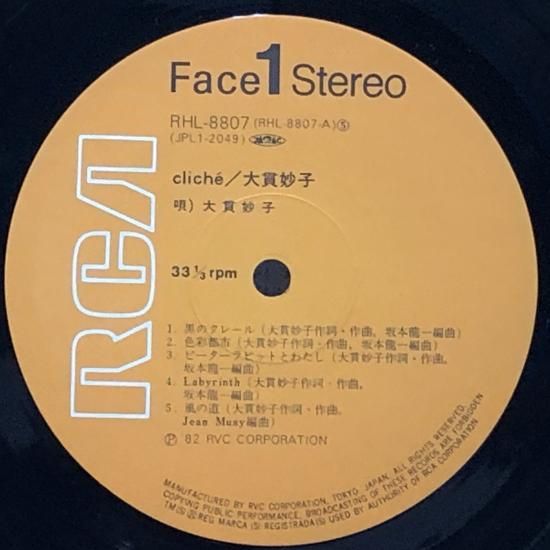 Face 1 Stereo
RHL-8807 (RHL-8807-A) Ⓢ
(JPL1-2049)
cliché／大貫妙子
唄) 大貫妙子
33 1/3 rpm
RCA
1. 黒のクレール (大貫妙子作詞・作曲, 坂本龍一編曲)
2. 色彩都市 (大貫妙子作詞・作曲, 坂本龍一編曲)
3. ピーターラビットとわたし (大貫妙子作詞・作曲,
坂本龍一編曲)
4. Labyrinth (大貫妙子作詞・作曲,
坂本龍一編曲)
5. 風の道 (大貫妙子作詞・作曲,
Jean Musy編曲)
Ⓟ 82 RVC CORPORATION
MANUFACTURED BY RVC CORPORATION, TOKYO JAPAN, ALL RIGHTS RESERVED,
COPYING PUBLIC PERFORMANCE, BROADCASTING OF THESE RECORDS ARE FORBIDDEN
TM(S) ® REG MARCA(S) REGISTRADA(S) USED BY AUTHORITY OF RCA CORPORATION